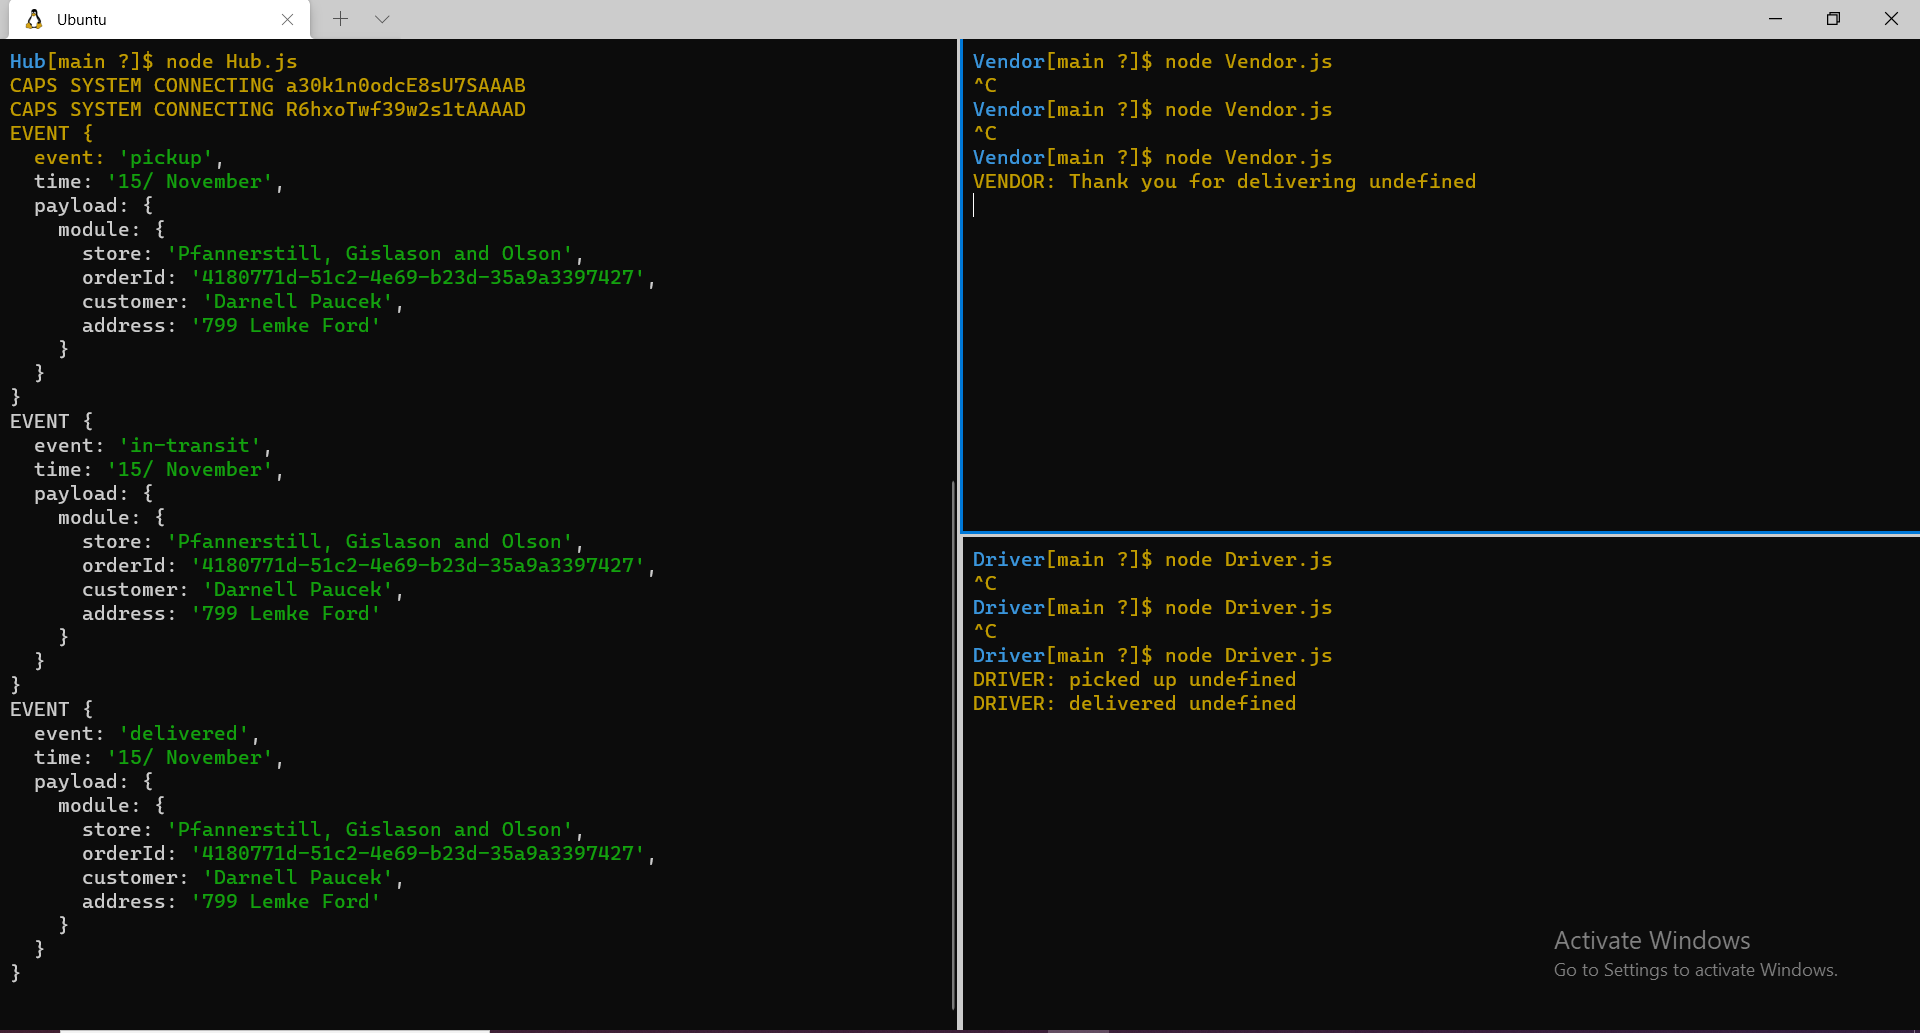 Ubuntu
Hub[main ?]$ node Hub.js
CAPS SYSTEM CONNECTING a30k1n0odcE8sU7SAAAB
CAPS SYSTEM CONNECTING R6hxoTwf39w2s1tAAAAD
EVENT {
  event: 'pickup',
  time: '15/ November',
  payload: {
    module: {
      store: 'Pfannerstill, Gislason and Olson',
      orderId: '4180771d-51c2-4e69-b23d-35a9a3397427',
      customer: 'Darnell Paucek',
      address: '799 Lemke Ford'
    }
  }
}
EVENT {
  event: 'in-transit',
  time: '15/ November',
  payload: {
    module: {
      store: 'Pfannerstill, Gislason and Olson',
      orderId: '4180771d-51c2-4e69-b23d-35a9a3397427',
      customer: 'Darnell Paucek',
      address: '799 Lemke Ford'
    }
  }
}
EVENT {
  event: 'delivered',
  time: '15/ November',
  payload: {
    module: {
      store: 'Pfannerstill, Gislason and Olson',
      orderId: '4180771d-51c2-4e69-b23d-35a9a3397427',
      customer: 'Darnell Paucek',
      address: '799 Lemke Ford'
    }
  }
}
Vendor[main ?]$ node Vendor.js
^C
Vendor[main ?]$ node Vendor.js
^C
Vendor[main ?]$ node Vendor.js
VENDOR: Thank you for delivering undefined
Driver[main ?]$ node Driver.js
^C
Driver[main ?]$ node Driver.js
^C
Driver[main ?]$ node Driver.js
DRIVER: picked up undefined
DRIVER: delivered undefined
Activate Windows
Go to Settings to activate Windows.